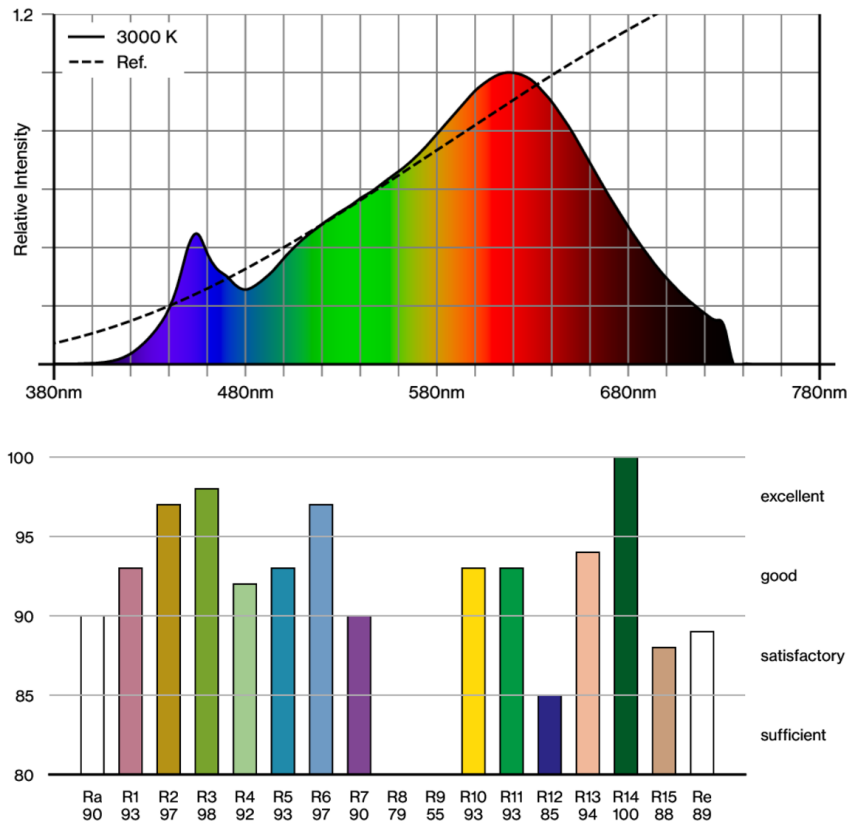 1.2
3000 K
Ref.
Relative Intensity
380nm 480nm 580nm 680nm 780nm
100
excellent
95
good
90
satisfactory
85
sufficient
80
Ra R1 R2 R3 R4 R5 R6 R7 R8 R9 R10 R11 R12 R13 R14 R15 Re
90 93 97 98 92 93 97 90 79 55 93 93 85 94 100 88 89